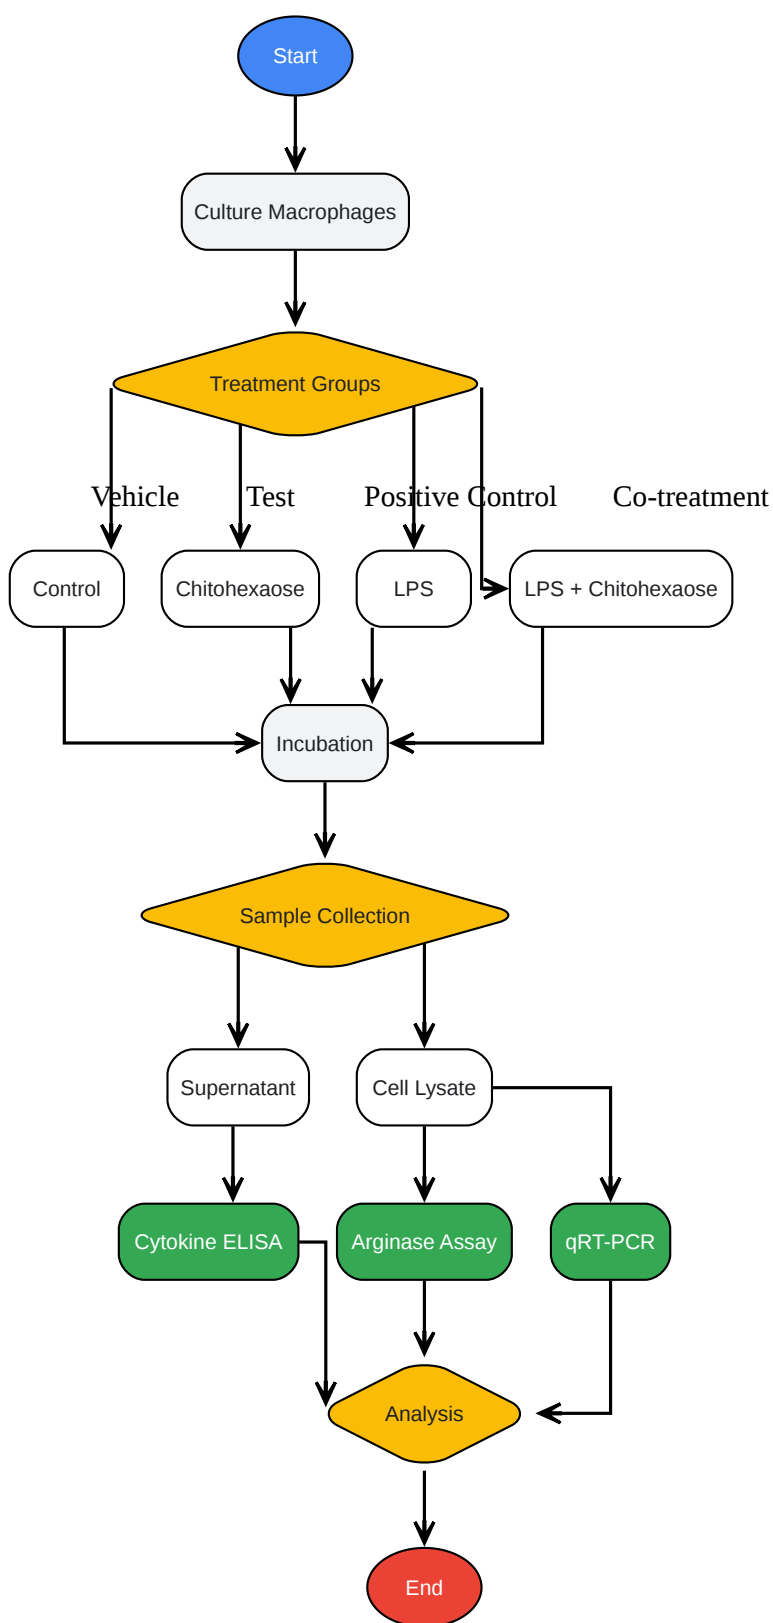 Start
Culture Macrophages
Treatment Groups
Vehicle
Test
Positive Control
Co-treatment
Control
Chitohexaose
LPS
LPS + Chitohexaose
Incubation
Sample Collection
Supernatant
Cell Lysate
Cytokine ELISA
Arginase Assay
qRT-PCR
Analysis
End